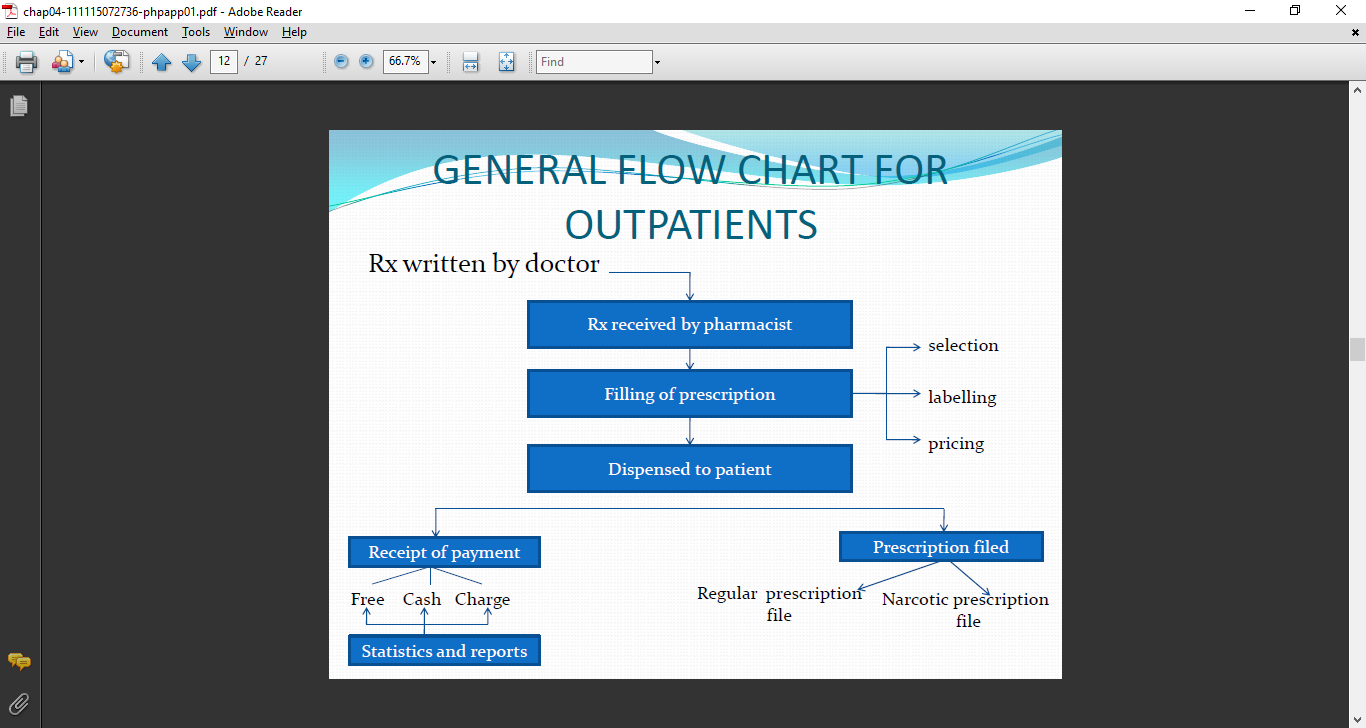 chap04-111115072736-phpapp01.pdf - Adobe Reader
File Edit View Document Tools Window Help
12 / 27 66.7% Find
GENERAL FLOW CHART FOR
OUTPATIENTS
Rx written by doctor
Rx received by pharmacist
selection
Filling of prescription
labelling
pricing
Dispensed to patient
Receipt of payment
Prescription filed
Free Cash Charge
Regular prescription
file
Narcotic prescription
file
Statistics and reports